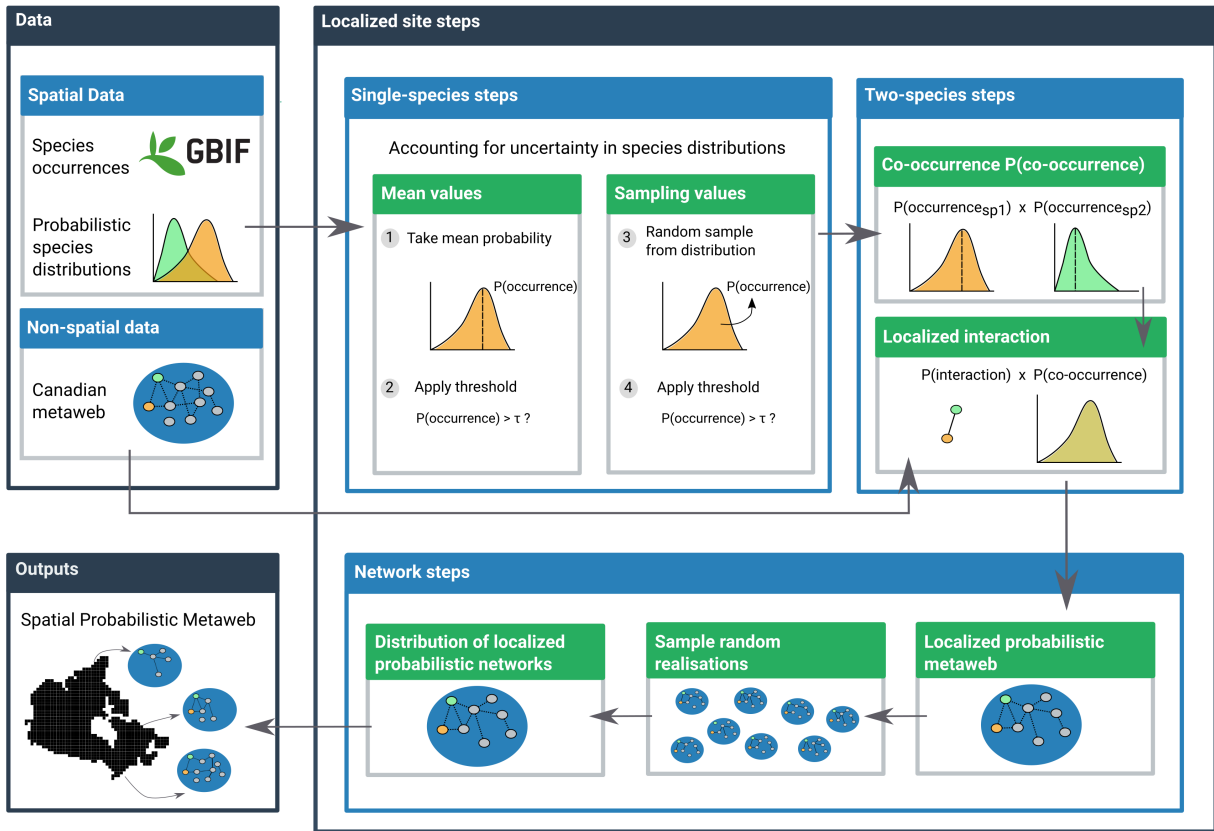 Data
Spatial Data
Species
occurrences
GBIF
Probabilistic
species
distributions
Non-spatial data
Canadian
metaweb
Localized site steps
Single-species steps
Accounting for uncertainty in species distributions
Mean values
1 Take mean probability
P(occurrence)
2 Apply threshold
P(occurrence) > τ ?
Sampling values
3 Random sample
from distribution
P(occurrence)
4 Apply threshold
P(occurrence) > τ ?
Two-species steps
Co-occurrence P(co-occurrence)
P(occurrencesp1) x P(occurrencesp2)
Localized interaction
P(interaction) x P(co-occurrence)
Network steps
Localized probabilistic
metaweb
Sample random
realisations
Distribution of localized
probabilistic networks
Outputs
Spatial Probabilistic Metaweb